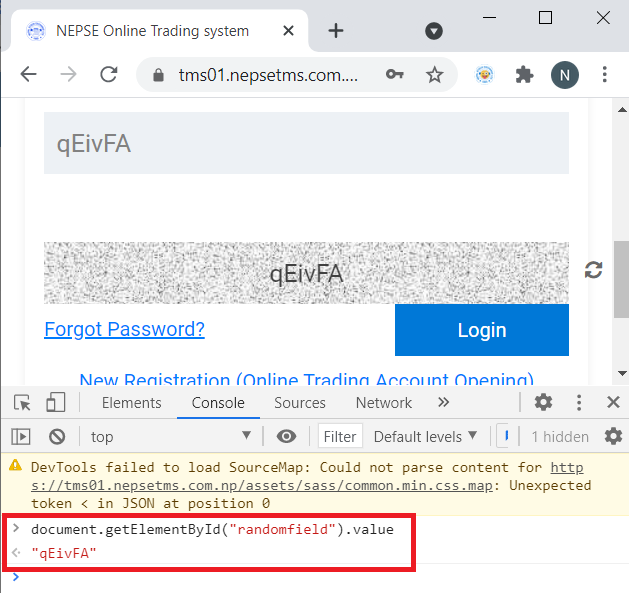 NEPSE Online Trading system
tms01.nepsetms.com....
N
qEivFA
qEivFA
Forgot Password?
Login
New Registration (Online Trading Account Opening)
Elements Console Sources Network
top Filter Default levels 1 hidden
DevTools failed to load SourceMap: Could not parse content for http
s://tms01.nepsetms.com.np/assets/sass/common.min.css.map: Unexpected
token < in JSON at position 0
document.getElementById("randomfield").value
"qEivFA"